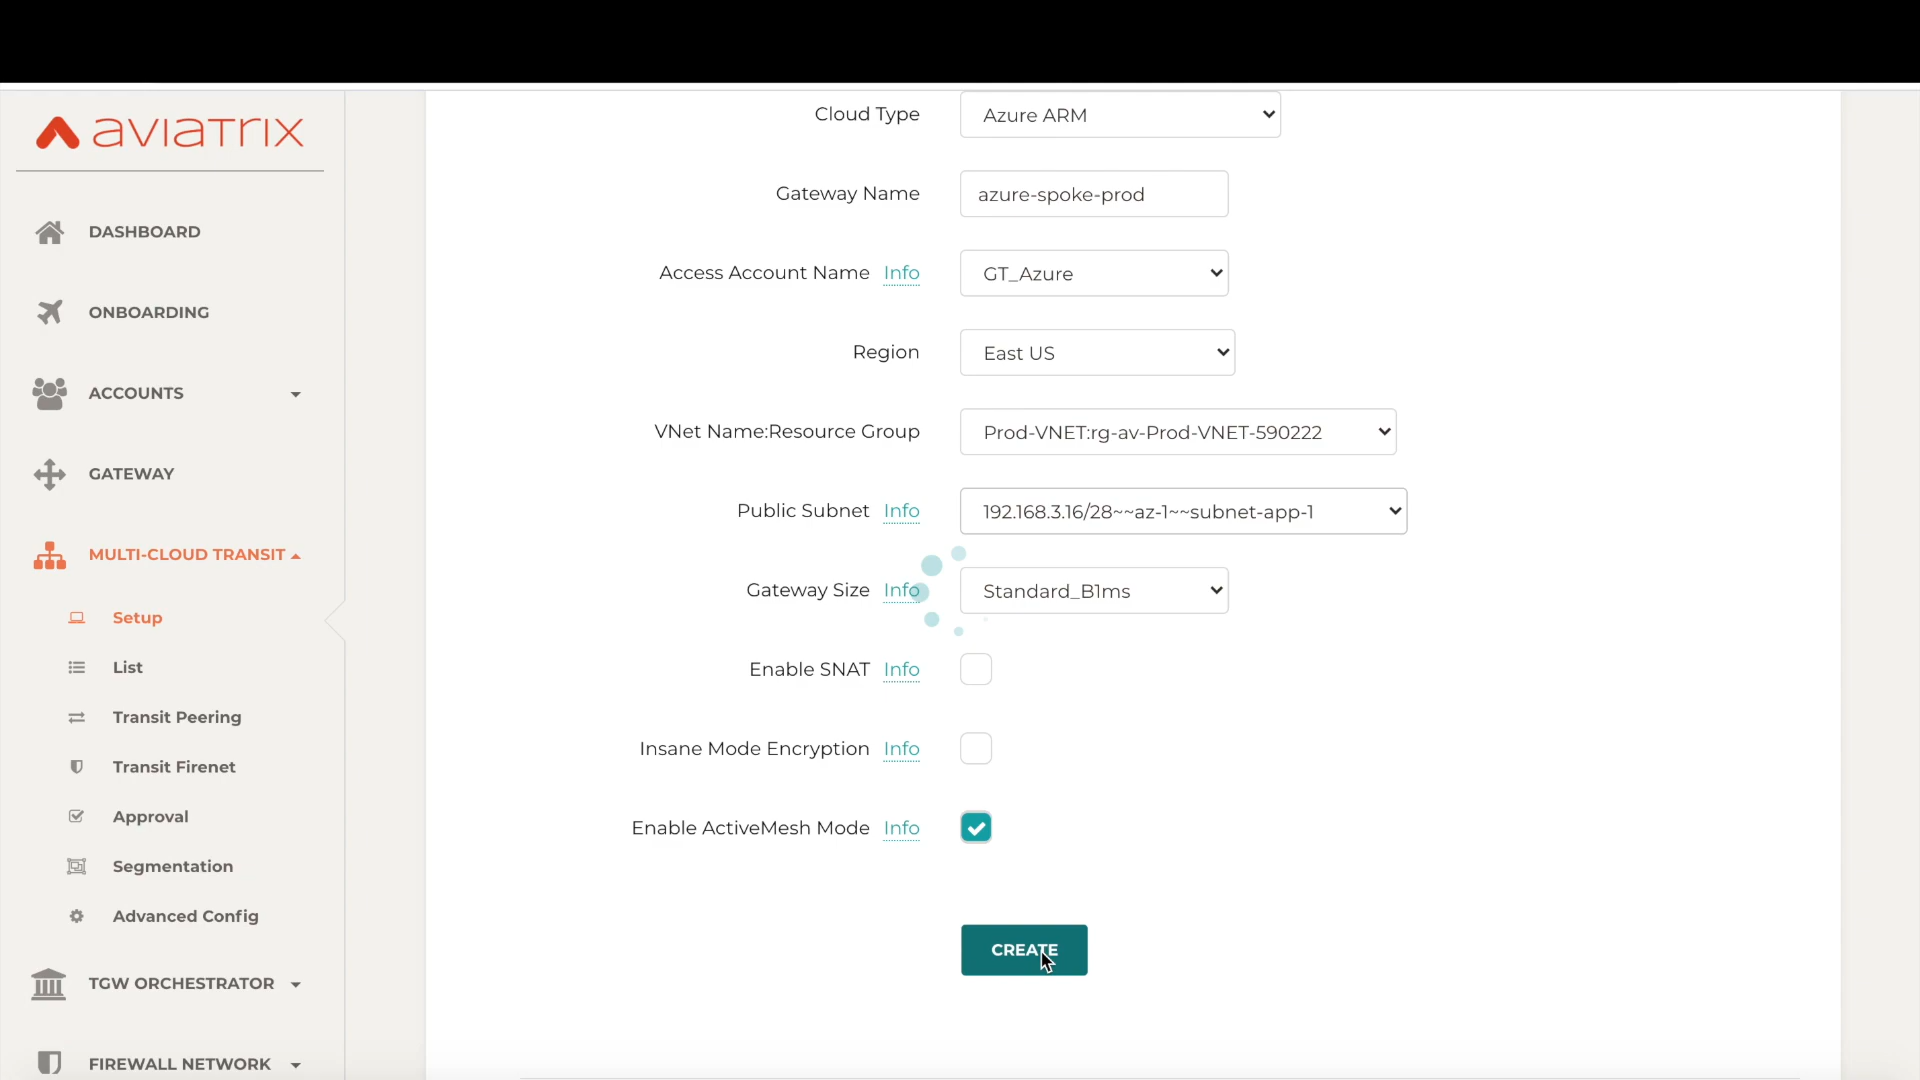 aviatrix
DASHBOARD
ONBOARDING
ACCOUNTS
GATEWAY
MULTI-CLOUD TRANSIT
Setup
List
Transit Peering
Transit Firenet
Approval
Segmentation
Advanced Config
TGW ORCHESTRATOR
FIREWALL NETWORK
Cloud Type Azure ARM
Gateway Name azure-spoke-prod
Access Account Name Info GT_Azure
Region East US
VNet Name:Resource Group Prod-VNET:rg-av-Prod-VNET-590222
Public Subnet Info 192.168.3.16/28~~az-1~~subnet-app-1
Gateway Size Info Standard_B1ms
Enable SNAT Info
Insane Mode Encryption Info
Enable ActiveMesh Mode Info
CREATE